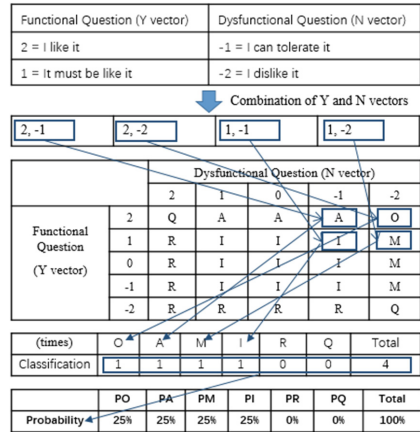 Functional Question (Y vector) Dysfunctional Question (N vector)
2 = I like it -1 = I can tolerate it
1 = It must be like it -2 = I dislike it
Combination of Y and N vectors
2, -1 2, -2 1, -1 1, -2
Dysfunctional Question (N vector)
2 1 0 -1 -2
Functional Question (Y vector)
2 Q A A A O
1 R I I I M
0 R I I I M
-1 R I I I M
-2 R R R R Q
(times) O A M I R Q Total
Classification 1 1 1 1 0 0 4
PO PA PM PI PR PQ Total
Probability 25% 25% 25% 25% 0% 0% 100%